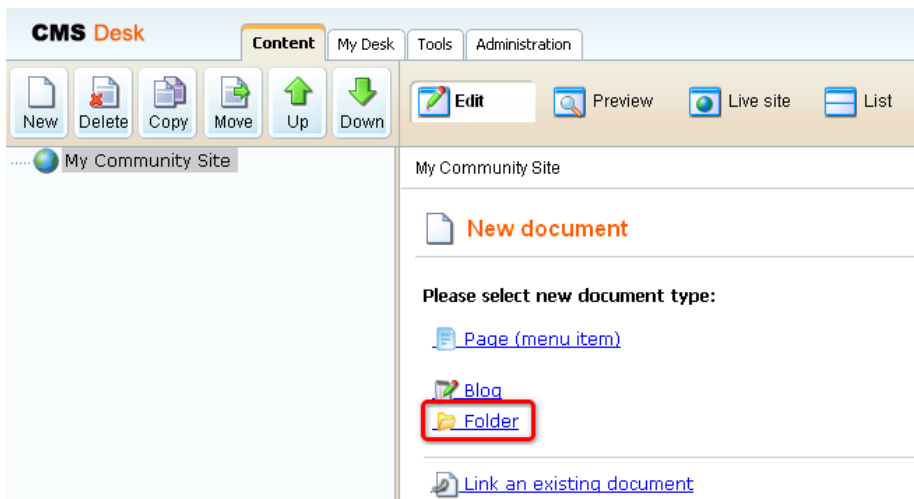 CMS Desk
Content My Desk Tools Administration
New Delete Copy Move Up Down
Edit Preview Live site List
My Community Site
My Community Site
New document
Please select new document type:
Page (menu item)
Blog
Folder
Link an existing document